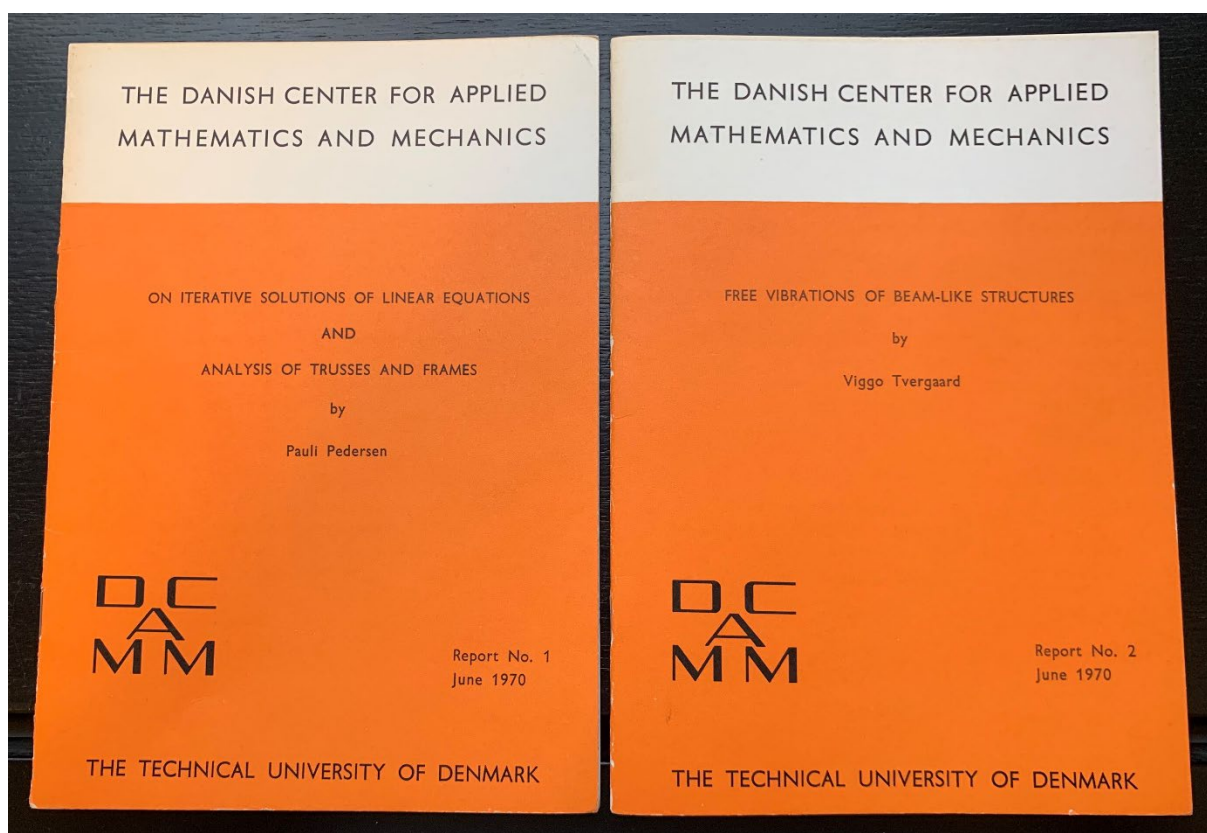 THE DANISH CENTER FOR APPLIED
MATHEMATICS AND MECHANICS
ON ITERATIVE SOLUTIONS OF LINEAR EQUATIONS
AND
ANALYSIS OF TRUSSES AND FRAMES
by
Pauli Pedersen
DC
A
MM
Report No. 1
June 1970
THE TECHNICAL UNIVERSITY OF DENMARK
THE DANISH CENTER FOR APPLIED
MATHEMATICS AND MECHANICS
FREE VIBRATIONS OF BEAM-LIKE STRUCTURES
by
Viggo Tvergaard
DC
A
MM
Report No. 2
June 1970
THE TECHNICAL UNIVERSITY OF DENMARK